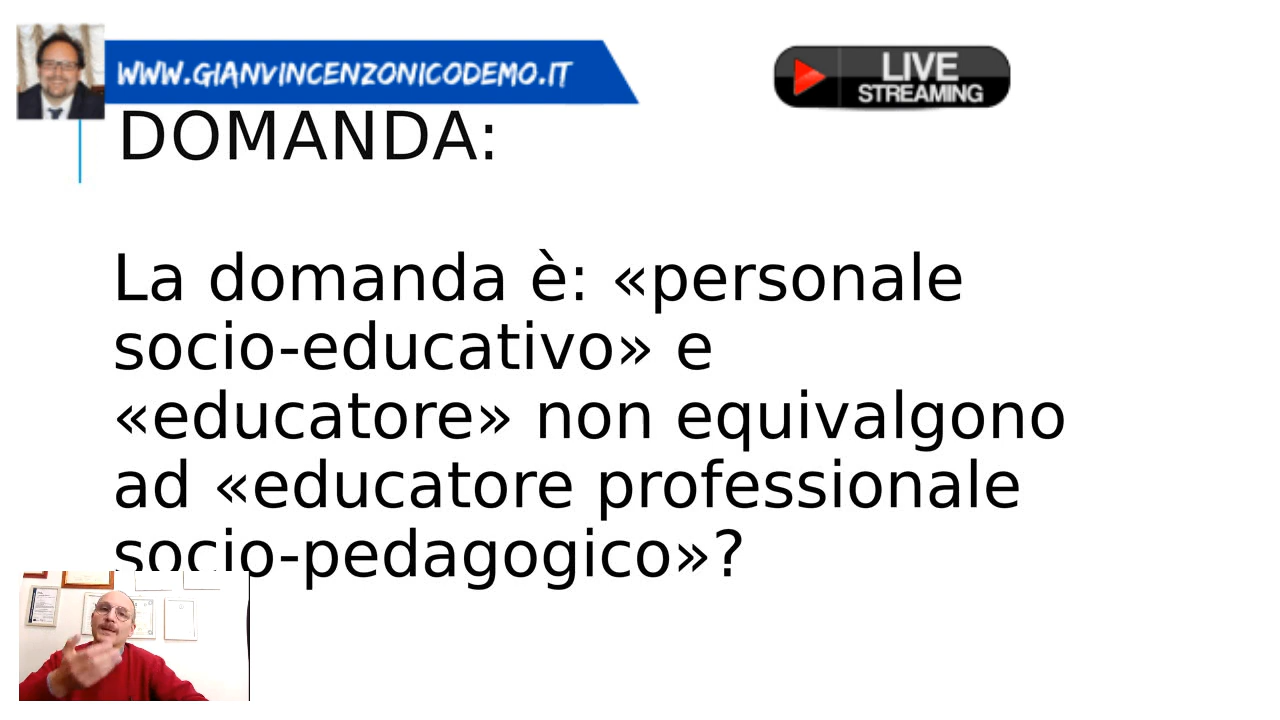 WWW.GIANVINCENZONICODEMO.IT
LIVE
STREAMING
DOMANDA:
La domanda è: «personale
socio-educativo» e
«educatore» non equivalgono
ad «educatore professionale
socio-pedagogico»?